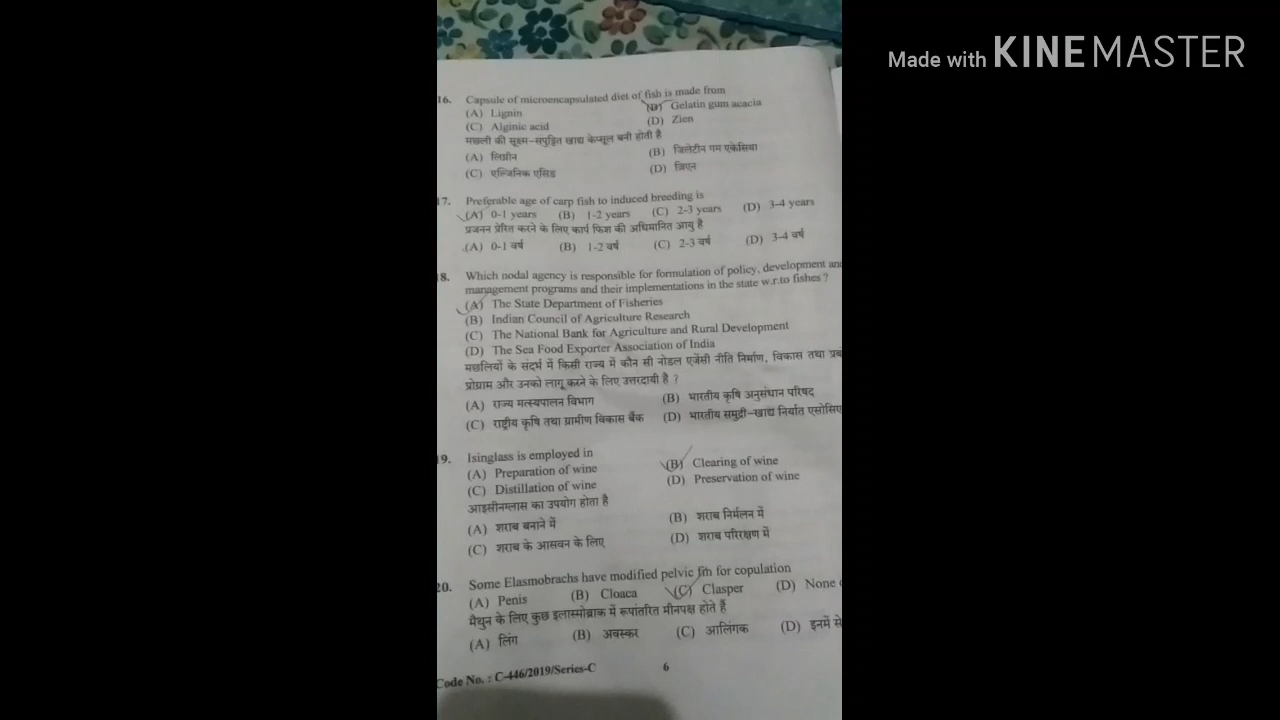 Made with KINEMASTER
16. Capsule of microencapsulated diet of fish is made from
(A) Lignin (B) Gelatin gum acacia
(C) Alginic acid (D) Zien
मछली की सूक्ष्म-सपुड़ित खाद्य केप्सूल बनी होती है
(A) लिग्नीन (B) जिलेटीन गम एकेसिया
(C) एल्जिनिक एसिड (D) ज़िएन
17. Preferable age of carp fish to induced breeding is
(A) 0-1 years (B) 1-2 years (C) 2-3 years (D) 3-4 years
प्रजनन प्रेरित करने के लिए कार्प फिश की अधिमानित आयु है
(A) 0-1 वर्ष (B) 1-2 वर्ष (C) 2-3 वर्ष (D) 3-4 वर्ष
18. Which nodal agency is responsible for formulation of policy, development and
management programs and their implementations in the state w.r.to fishes ?
(A) The State Department of Fisheries
(B) Indian Council of Agriculture Research
(C) The National Bank for Agriculture and Rural Development
(D) The Sea Food Exporter Association of India
मछलियों के संदर्भ में किसी राज्य में कौन सी नोडल एजेंसी नीति निर्माण, विकास तथा
प्रोग्राम और उनको लागू करने के लिए उत्तरदायी है ?
(A) राज्य मत्स्यपालन विभाग (B) भारतीय कृषि अनुसंधान परिषद
(C) राष्ट्रीय कृषि तथा ग्रामीण विकास बैंक (D) भारतीय समुद्री-खाद्य निर्यात एसोसिए
19. Isinglass is employed in
(A) Preparation of wine (B) Clearing of wine
(C) Distillation of wine (D) Preservation of wine
आइसीनग्लास का उपयोग होता है
(A) शराब बनाने में (B) शराब निर्मलन में
(C) शराब के आसवन के लिए (D) शराब परिरक्षण में
20. Some Elasmobrachs have modified pelvic fin for copulation
(A) Penis (B) Cloaca (C) Clasper (D) None
मैथुन के लिए कुछ इलास्मोब्राक में रूपांतरित मीनपक्ष होते हैं
(A) लिंग (B) अवस्कर (C) आलिंगक (D) इनमें से
Code No. : C-446/2019/Series-C 6